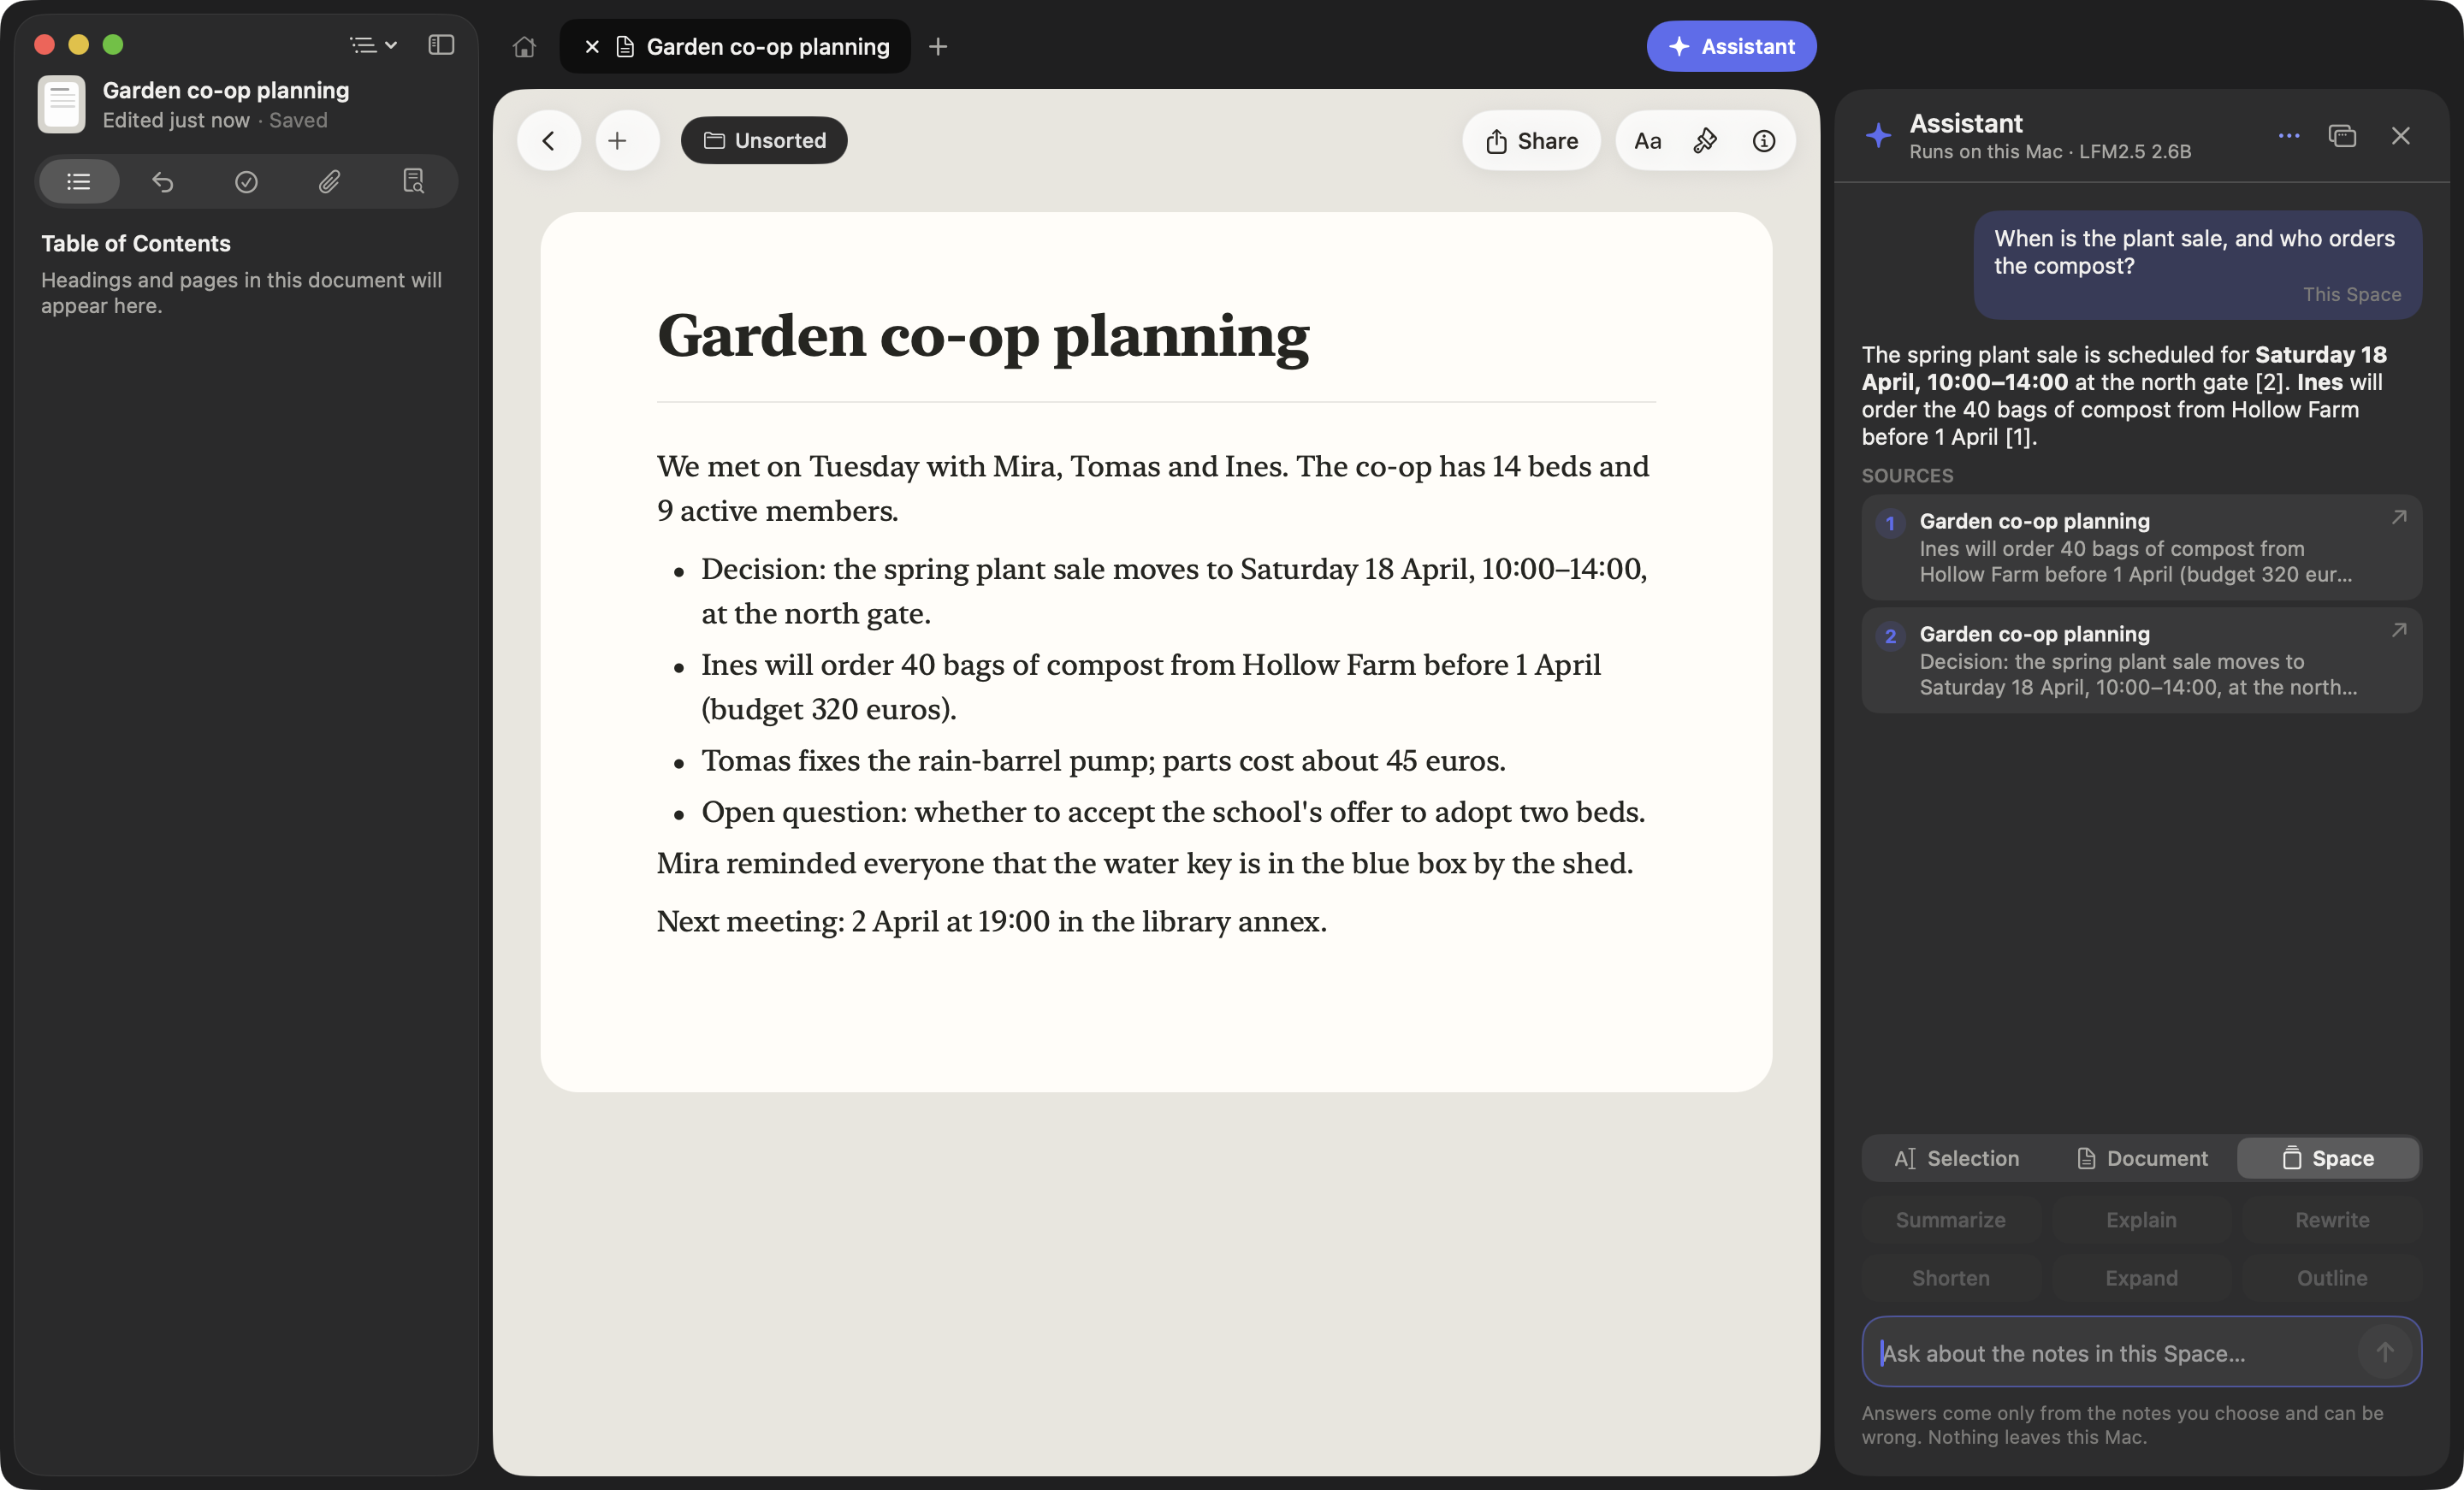 Garden co-op planning
Edited just now · Saved
Table of Contents
Headings and pages in this document will
appear here.
Garden co-op planning
Assistant
Unsorted
Share
Aa
Garden co-op planning
We met on Tuesday with Mira, Tomas and Ines. The co-op has 14 beds and
9 active members.
• Decision: the spring plant sale moves to Saturday 18 April, 10:00–14:00,
at the north gate.
• Ines will order 40 bags of compost from Hollow Farm before 1 April
(budget 320 euros).
• Tomas fixes the rain-barrel pump; parts cost about 45 euros.
• Open question: whether to accept the school's offer to adopt two beds.
Mira reminded everyone that the water key is in the blue box by the shed.
Next meeting: 2 April at 19:00 in the library annex.
Assistant
Runs on this Mac · LFM2.5 2.6B
When is the plant sale, and who orders
the compost?
This Space
The spring plant sale is scheduled for Saturday 18
April, 10:00–14:00 at the north gate [2]. Ines will
order the 40 bags of compost from Hollow Farm
before 1 April [1].
SOURCES
1 Garden co-op planning
Ines will order 40 bags of compost from
Hollow Farm before 1 April (budget 320 eur...
2 Garden co-op planning
Decision: the spring plant sale moves to
Saturday 18 April, 10:00–14:00, at the north...
Selection Document Space
Summarize Explain Rewrite
Shorten Expand Outline
Ask about the notes in this Space...
Answers come only from the notes you choose and can be
wrong. Nothing leaves this Mac.